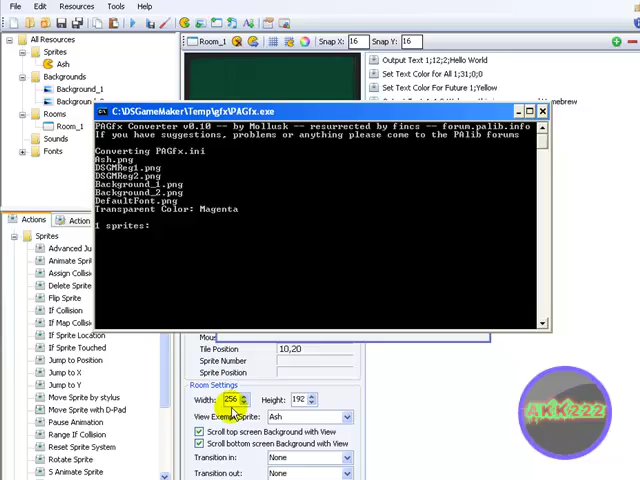 File Edit Resources Tools Help
All Resources
Sprites
Ash
Backgrounds
Background_1
Rooms
Room_1
Sounds
Fonts
Room_1
Snap X: 16 Snap Y: 16
Output Text 1;12;2;Hello World
Set Text Color For All 1;31;0;0
Set Text Color For Future 1;Yellow
C:\DSGameMaker\Temp\gfx\PAGfx.exe
PAGfx Converter v0.10 -- by Mollusk -- resurrected by fincs -- forum.palib.info
If you have suggestions, problems or anything please come to the PAlib forums
Converting PAGfx.ini
Ash.png
DSGMReg1.png
DSGMReg2.png
Background_1.png
Background_2.png
DefaultFont.png
Transparent Color: Magenta
1 sprites:
Actions
Action
Sprites
Advanced Ju
Animate Sprite
Assign Collisi
Delete Sprite
Flip Sprite
If Collision
If Map Collision
If Sprite Location
If Sprite Touched
Jump to Position
Jump to X
Jump to Y
Move Sprite by stylus
Move Sprite with D-Pad
Pause Animation
Range If Collision
Reset Sprite System
Rotate Sprite
S Animate Sprite
Tile Position 10,20
Sprite Number
Sprite Position
Room Settings
Width: 256 Height: 192
Sprite: Ash
Scroll top screen Background with View
Scroll bottom screen Background with View
Transition in: None
Transition out: None
AKK222